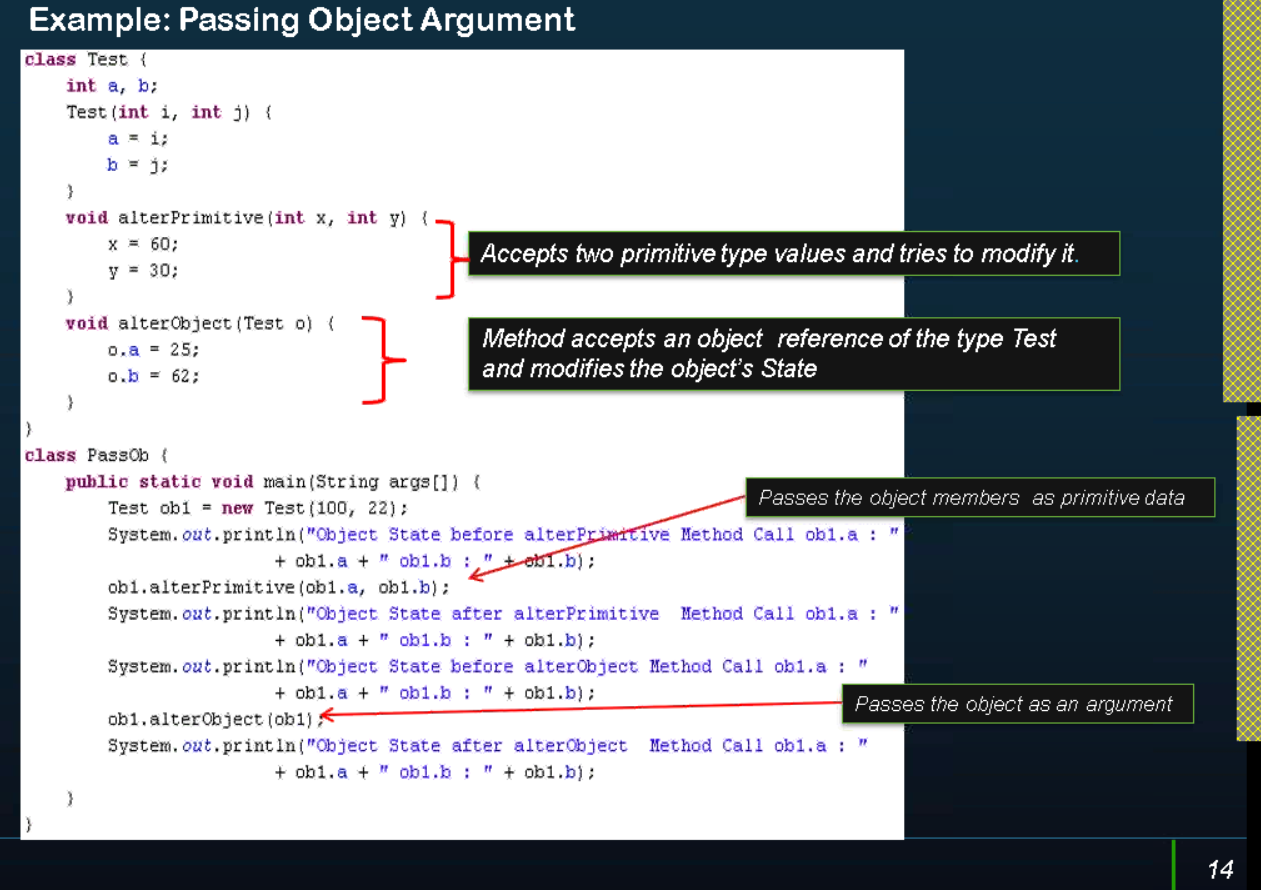 Example: Passing Object Argument
class Test {
int a, b;
Test(int i, int j) {
a = i;
b = j;
}
void alterPrimitive(int x, int y) {
x = 60;
y = 30;
}
Accepts two primitive type values and tries to modify it.
void alterObject(Test o) {
o.a = 25;
o.b = 62;
}
}
Method accepts an object reference of the type Test
and modifies the object's State
class PassOb {
public static void main(String args[]) {
Test ob1 = new Test(100, 22);
System.out.println("Object State before alterPrimitive Method Call ob1.a : "
+ ob1.a + " ob1.b : " + ob1.b);
ob1.alterPrimitive(ob1.a, ob1.b);
Passes the object members as primitive data
System.out.println("Object State after alterPrimitive  Method Call ob1.a : "
+ ob1.a + " ob1.b : " + ob1.b);
System.out.println("Object State before alterObject Method Call ob1.a : "
+ ob1.a + " ob1.b : " + ob1.b);
ob1.alterObject(ob1);
Passes the object as an argument
System.out.println("Object State after alterObject  Method Call ob1.a : "
+ ob1.a + " ob1.b : " + ob1.b);
}
}
14